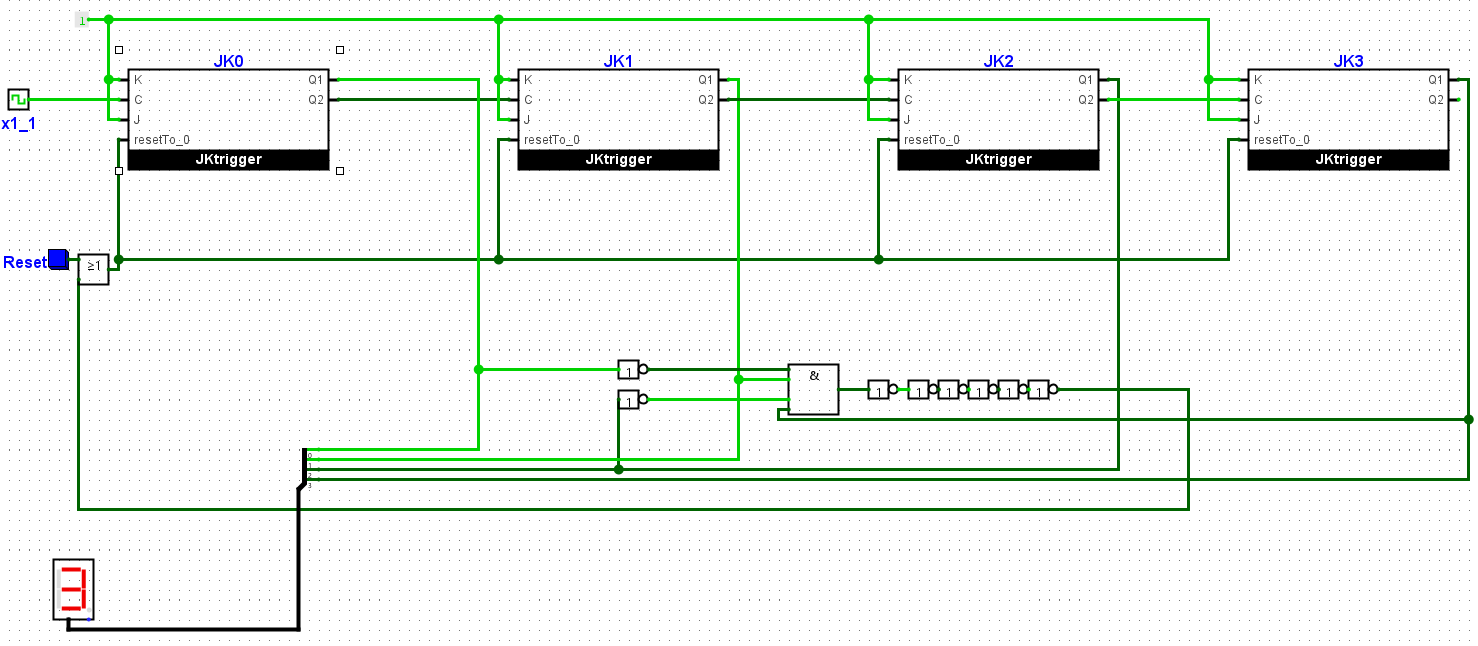 1
JK0 JK1 JK2 JK3
K Q1 K Q1 K Q1 K Q1
C Q2 C Q2 C Q2 C Q2
x1_1
J J J J
resetTo_0 resetTo_0 resetTo_0 resetTo_0
JKtrigger JKtrigger JKtrigger JKtrigger
Reset ≥1
1 &
1 1 1 1 1 1 1
0
1
2
3
3